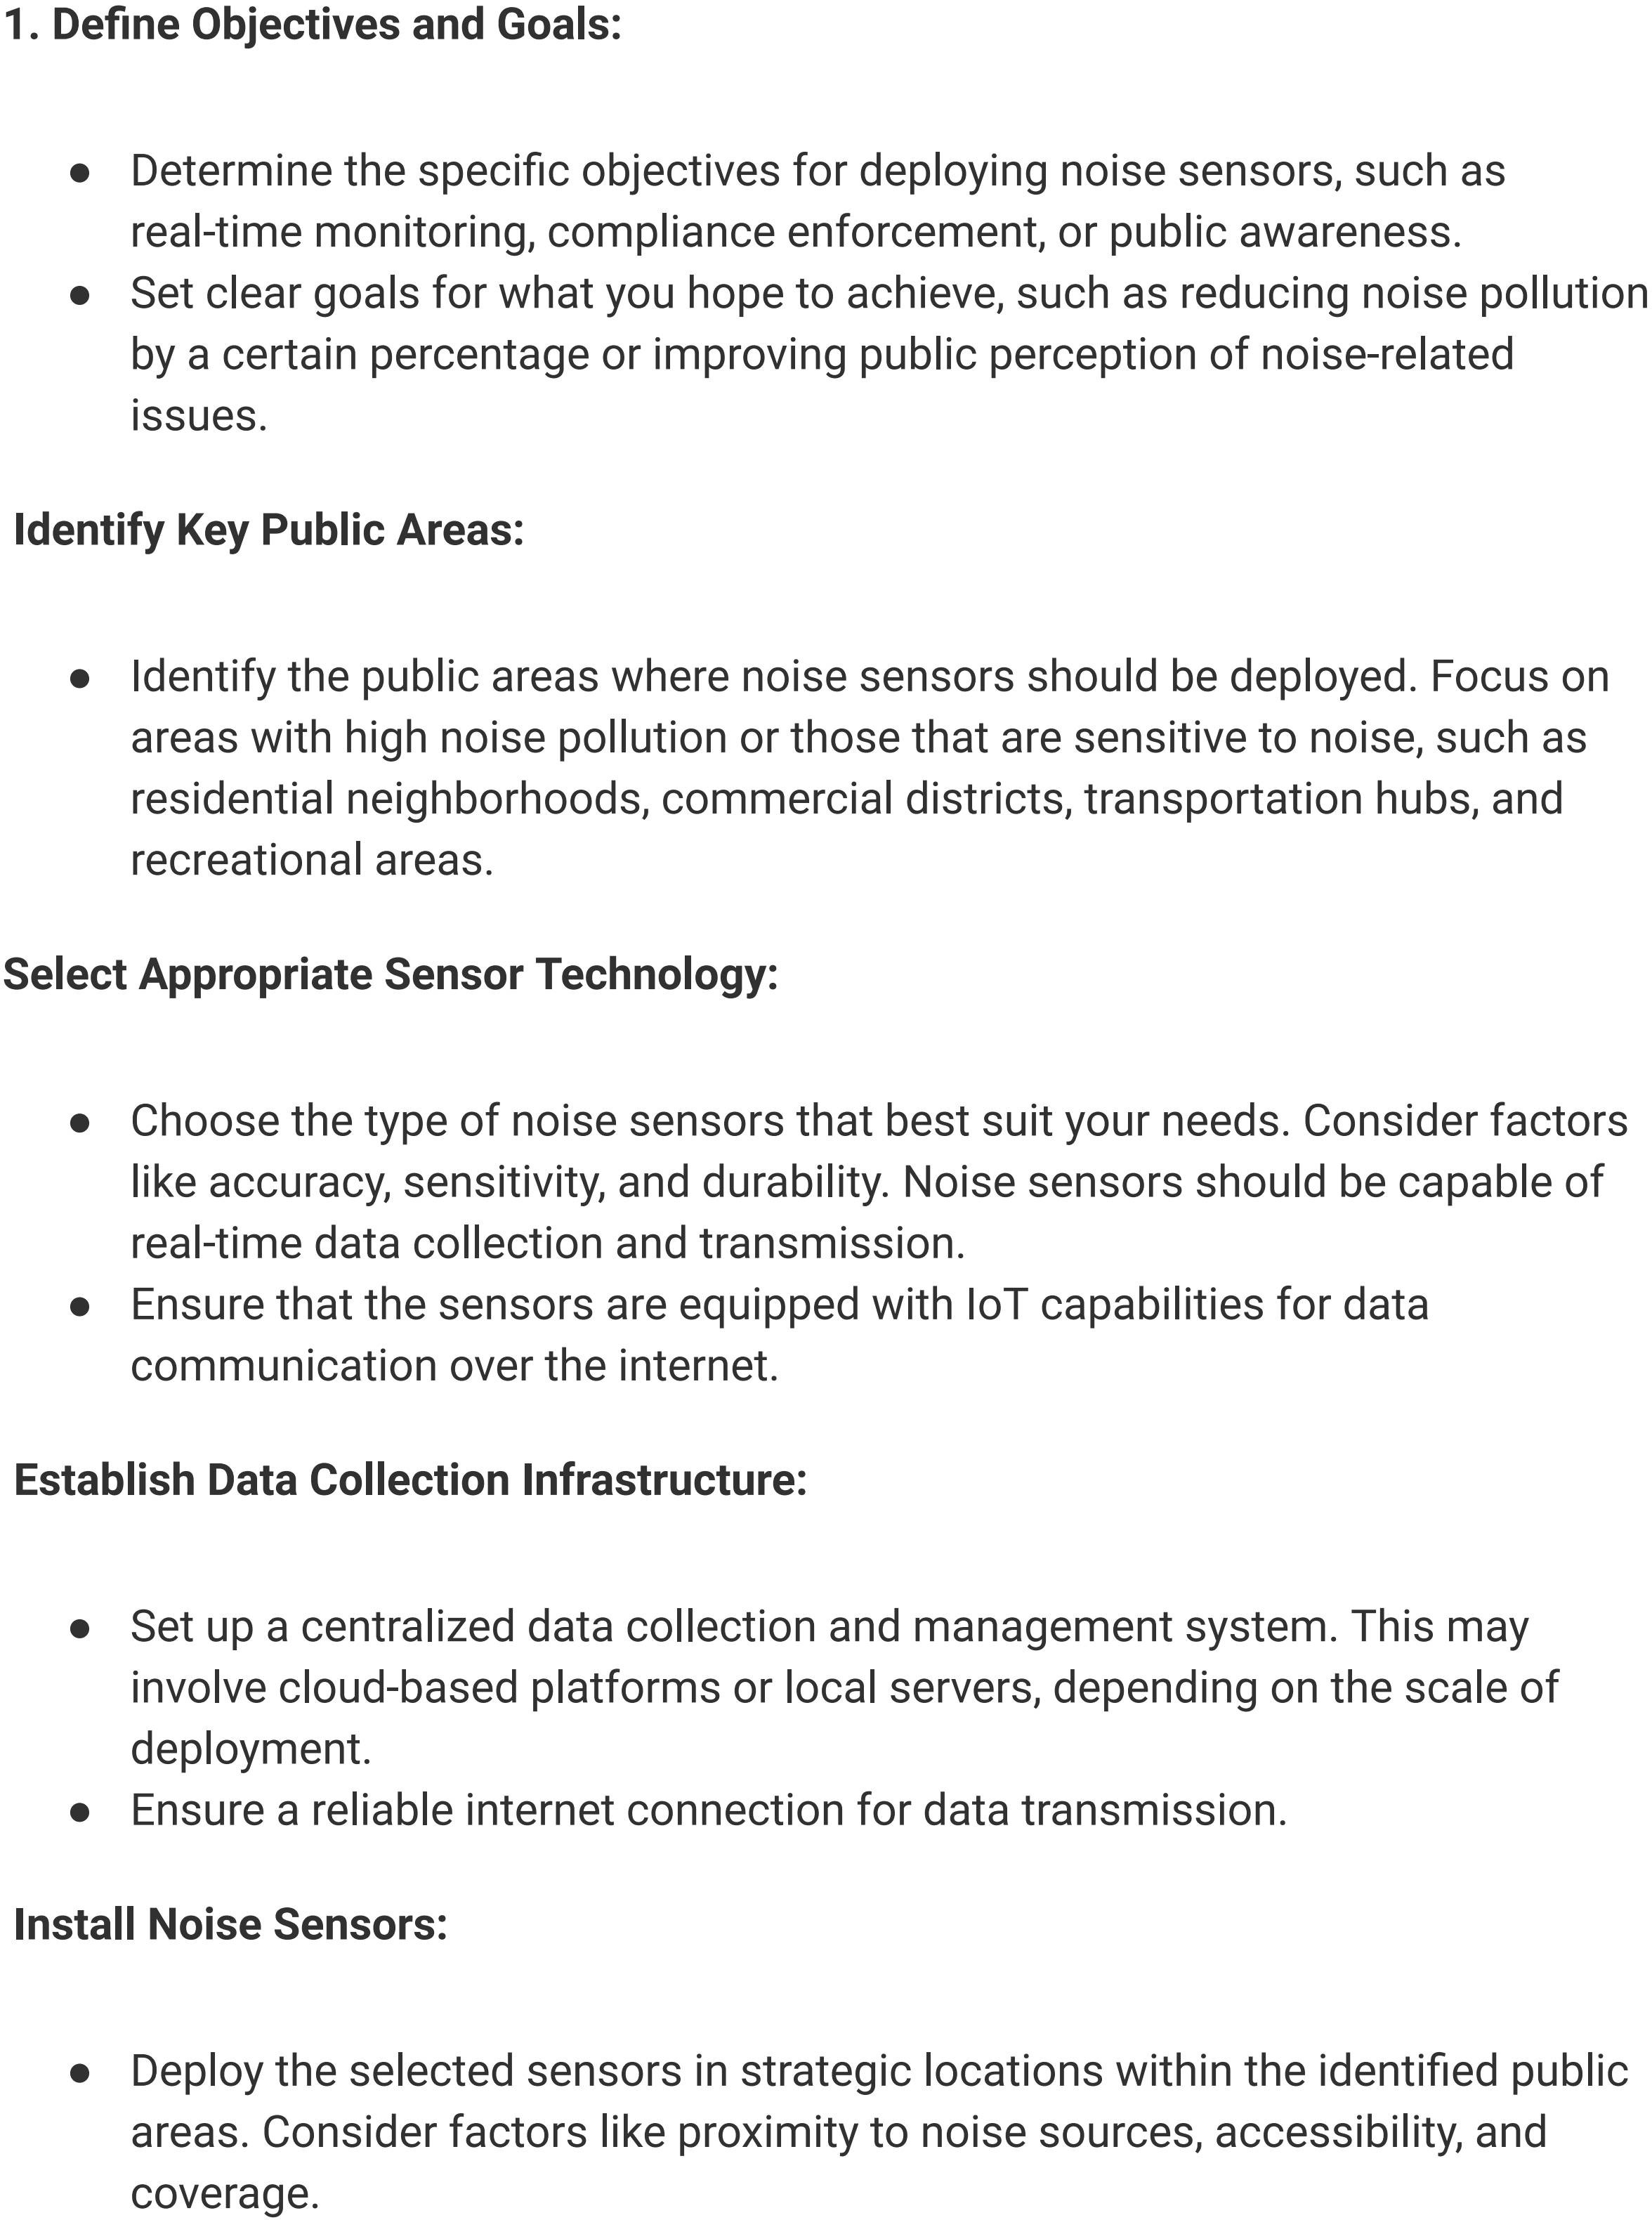 1. Define Objectives and Goals:
● Determine the specific objectives for deploying noise sensors, such as
real-time monitoring, compliance enforcement, or public awareness.
● Set clear goals for what you hope to achieve, such as reducing noise pollution
by a certain percentage or improving public perception of noise-related
issues.
Identify Key Public Areas:
● Identify the public areas where noise sensors should be deployed. Focus on
areas with high noise pollution or those that are sensitive to noise, such as
residential neighborhoods, commercial districts, transportation hubs, and
recreational areas.
Select Appropriate Sensor Technology:
● Choose the type of noise sensors that best suit your needs. Consider factors
like accuracy, sensitivity, and durability. Noise sensors should be capable of
real-time data collection and transmission.
● Ensure that the sensors are equipped with IoT capabilities for data
communication over the internet.
Establish Data Collection Infrastructure:
● Set up a centralized data collection and management system. This may
involve cloud-based platforms or local servers, depending on the scale of
deployment.
● Ensure a reliable internet connection for data transmission.
Install Noise Sensors:
● Deploy the selected sensors in strategic locations within the identified public
areas. Consider factors like proximity to noise sources, accessibility, and
coverage.